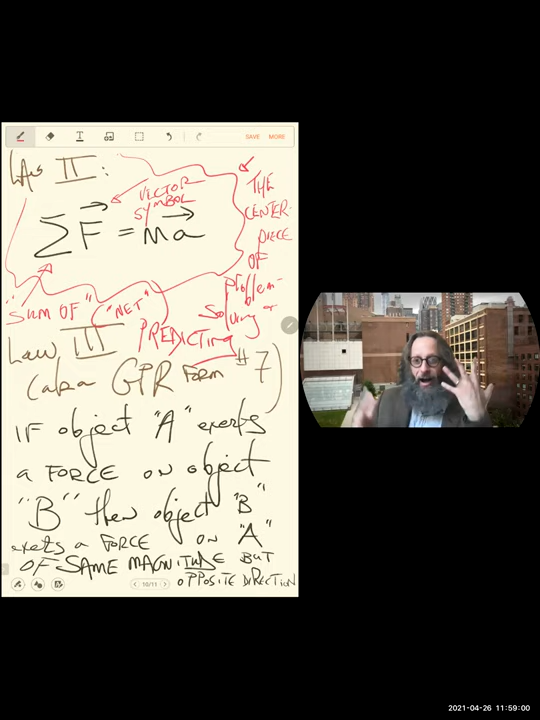 SAVE MORE
LAW II :
VECTOR
SYMBOL
THE
CENTER-
PIECE
OF
PROBLEM-
Solving +
PREDICTING
∑F = ma
"SUM OF" ("NET")
Law III
(aka GPR FORM #7)
IF object "A" exerts
a FORCE ON object
"B" then object "B"
exerts a FORCE ON "A"
OF SAME MAGNITUDE BUT
OPPOSITE DIRECTION
10/11
2021-04-26 11:59:00